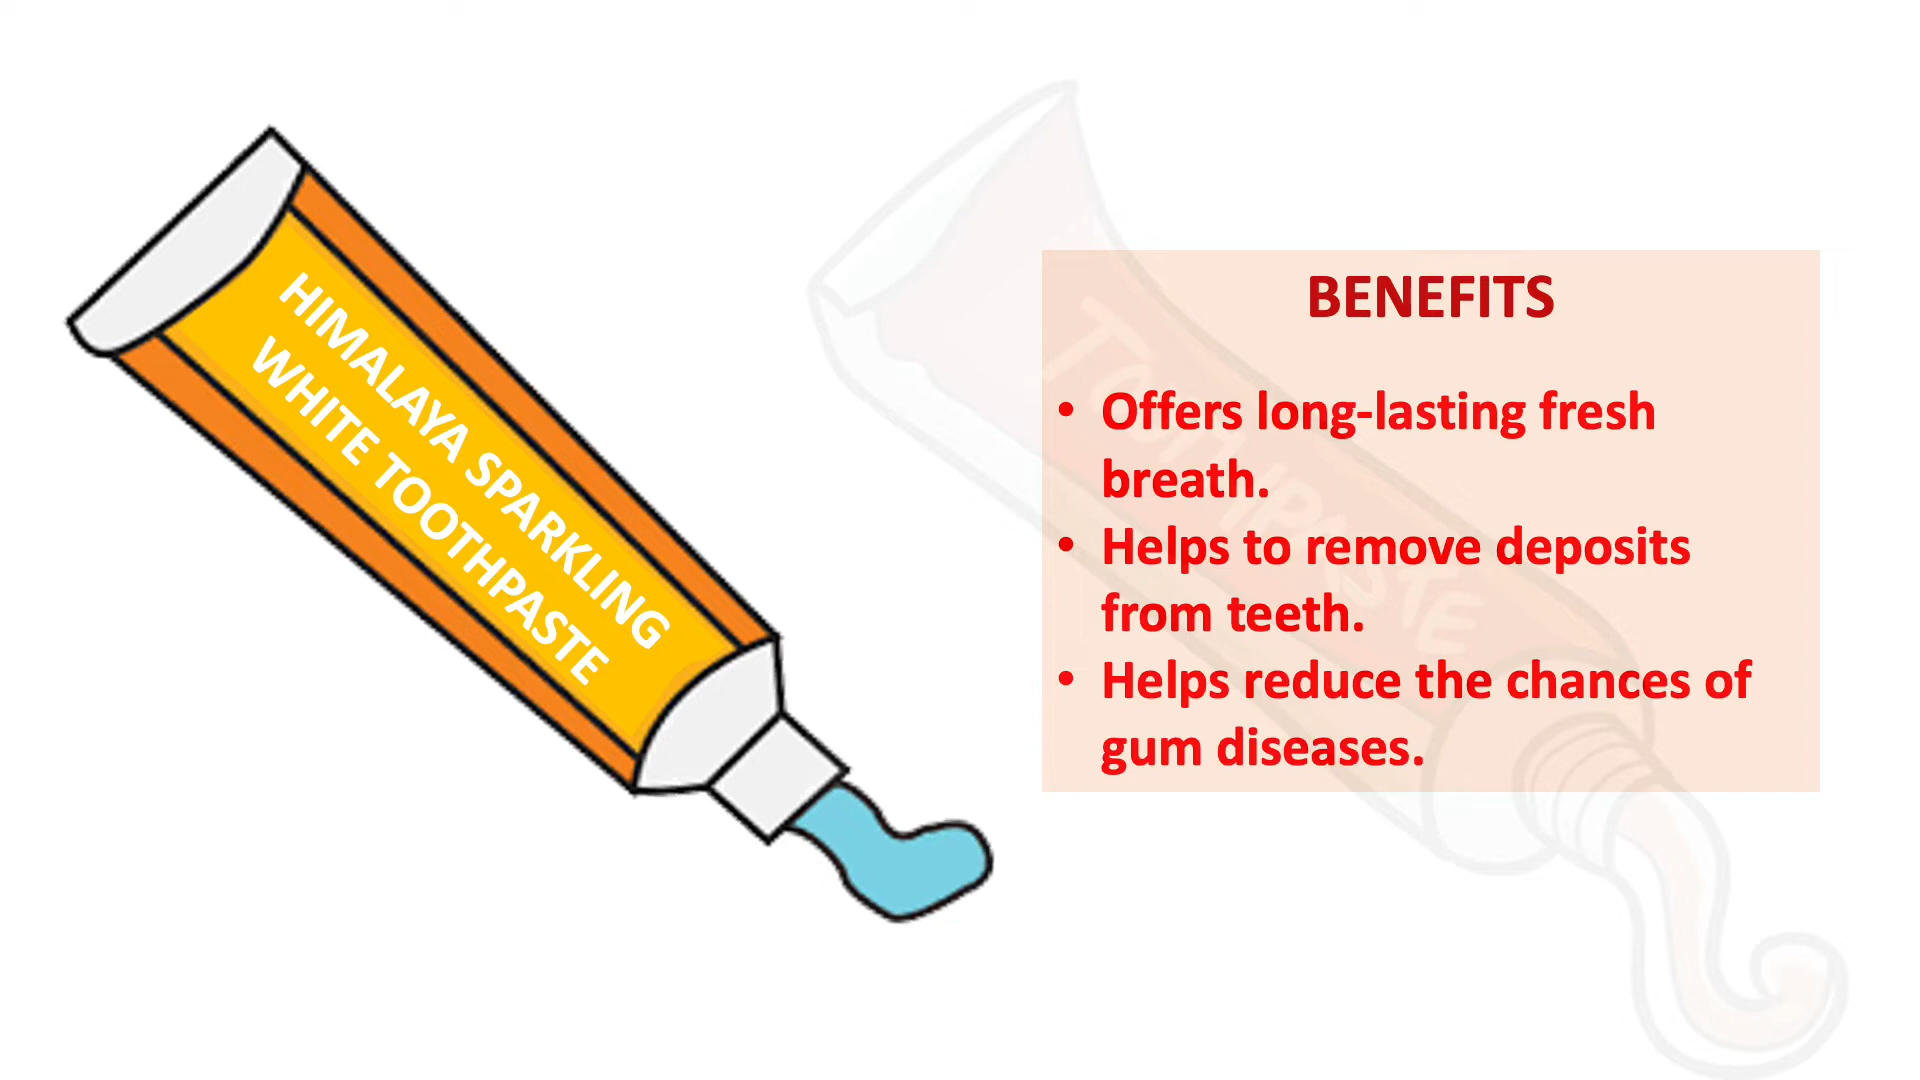 HIMALAYA SPARKLING
WHITE TOOTHPASTE
BENEFITS
• Offers long-lasting fresh
breath.
• Helps to remove deposits
from teeth.
• Helps reduce the chances of
gum diseases.
TOOTHPASTE